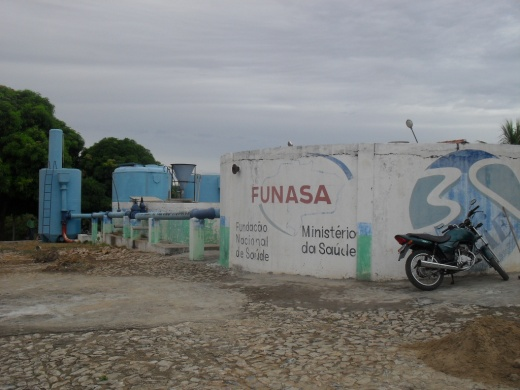 FUNASA
Fundação
Nacional
de Saúde
Ministério
da Saúde